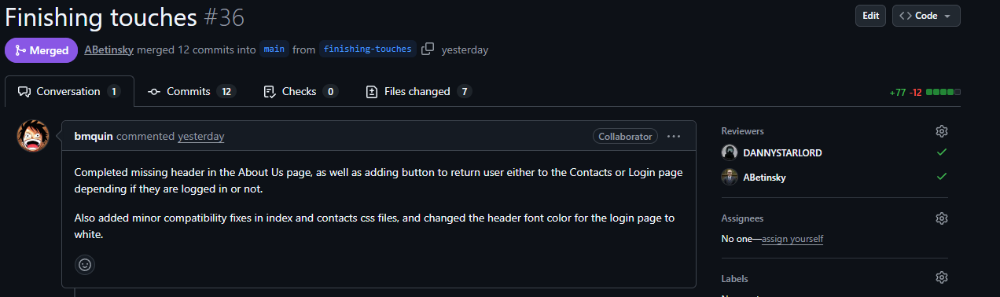 Finishing touches #36
Edit
Code
Merged ABetinsky merged 12 commits into main from finishing-touches yesterday
Conversation 1 Commits 12 Checks 0 Files changed 7
+77 -12
bmquin commented yesterday Collaborator
Completed missing header in the About Us page, as well as adding button to return user either to the Contacts or Login page
depending if they are logged in or not.
Also added minor compatibility fixes in index and contacts css files, and changed the header font color for the login page to
white.
Reviewers
DANNYSTARLORD
ABetinsky
Assignees
No one—assign yourself
Labels